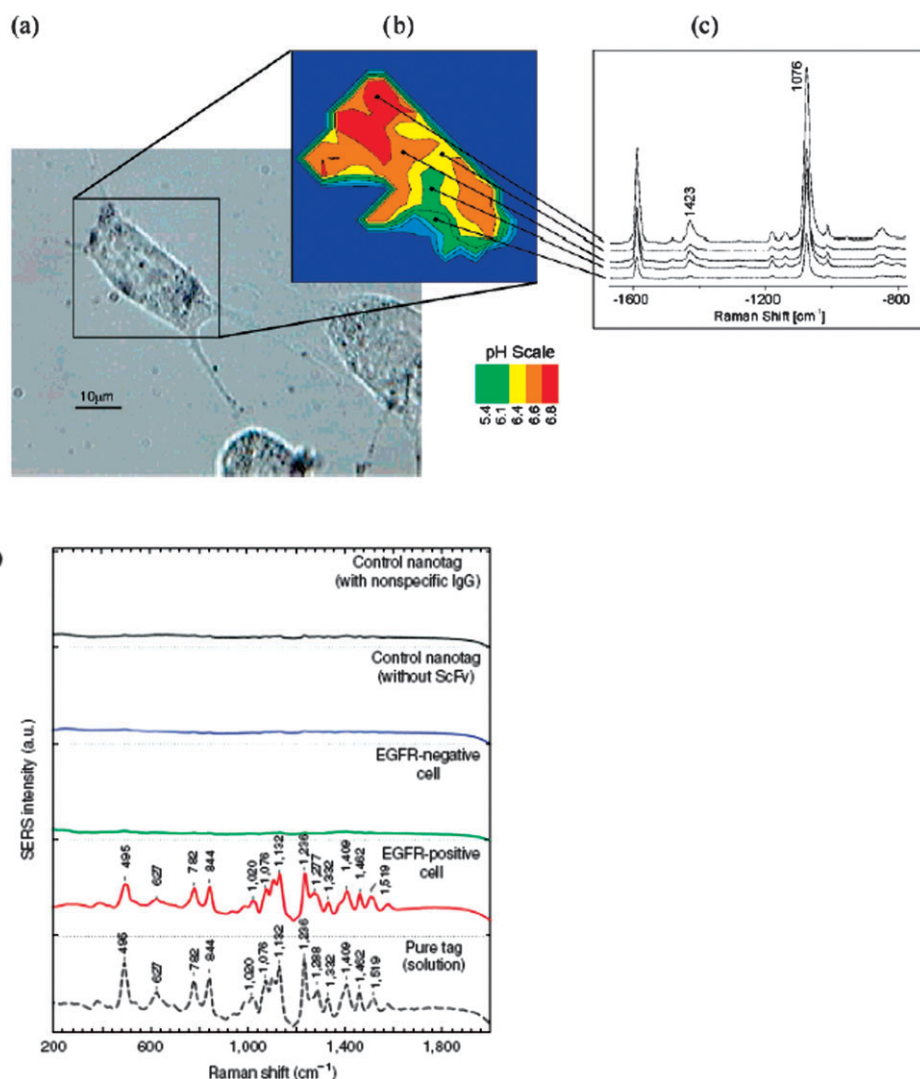 (a)
(b)
(c)
10μm
1076
1423
-1600
-1200
-800
Raman Shift [cm⁻¹]
pH Scale
5.4
6.1
6.4
6.6
6.8
)
Control nanotag
(with nonspecific IgG)
Control nanotag
(without ScFv)
EGFR-negative
cell
EGFR-positive
cell
495
627
782
844
1,020
1,076
1,132
1,236
1,277
1,332
1,409
1,462
1,519
Pure tag
(solution)
495
627
782
844
1,020
1,076
1,132
1,236
1,288
1,332
1,409
1,462
1,519
SERS intensity (a.u.)
200
600
1,000
1,400
1,800
Raman shift (cm⁻¹)